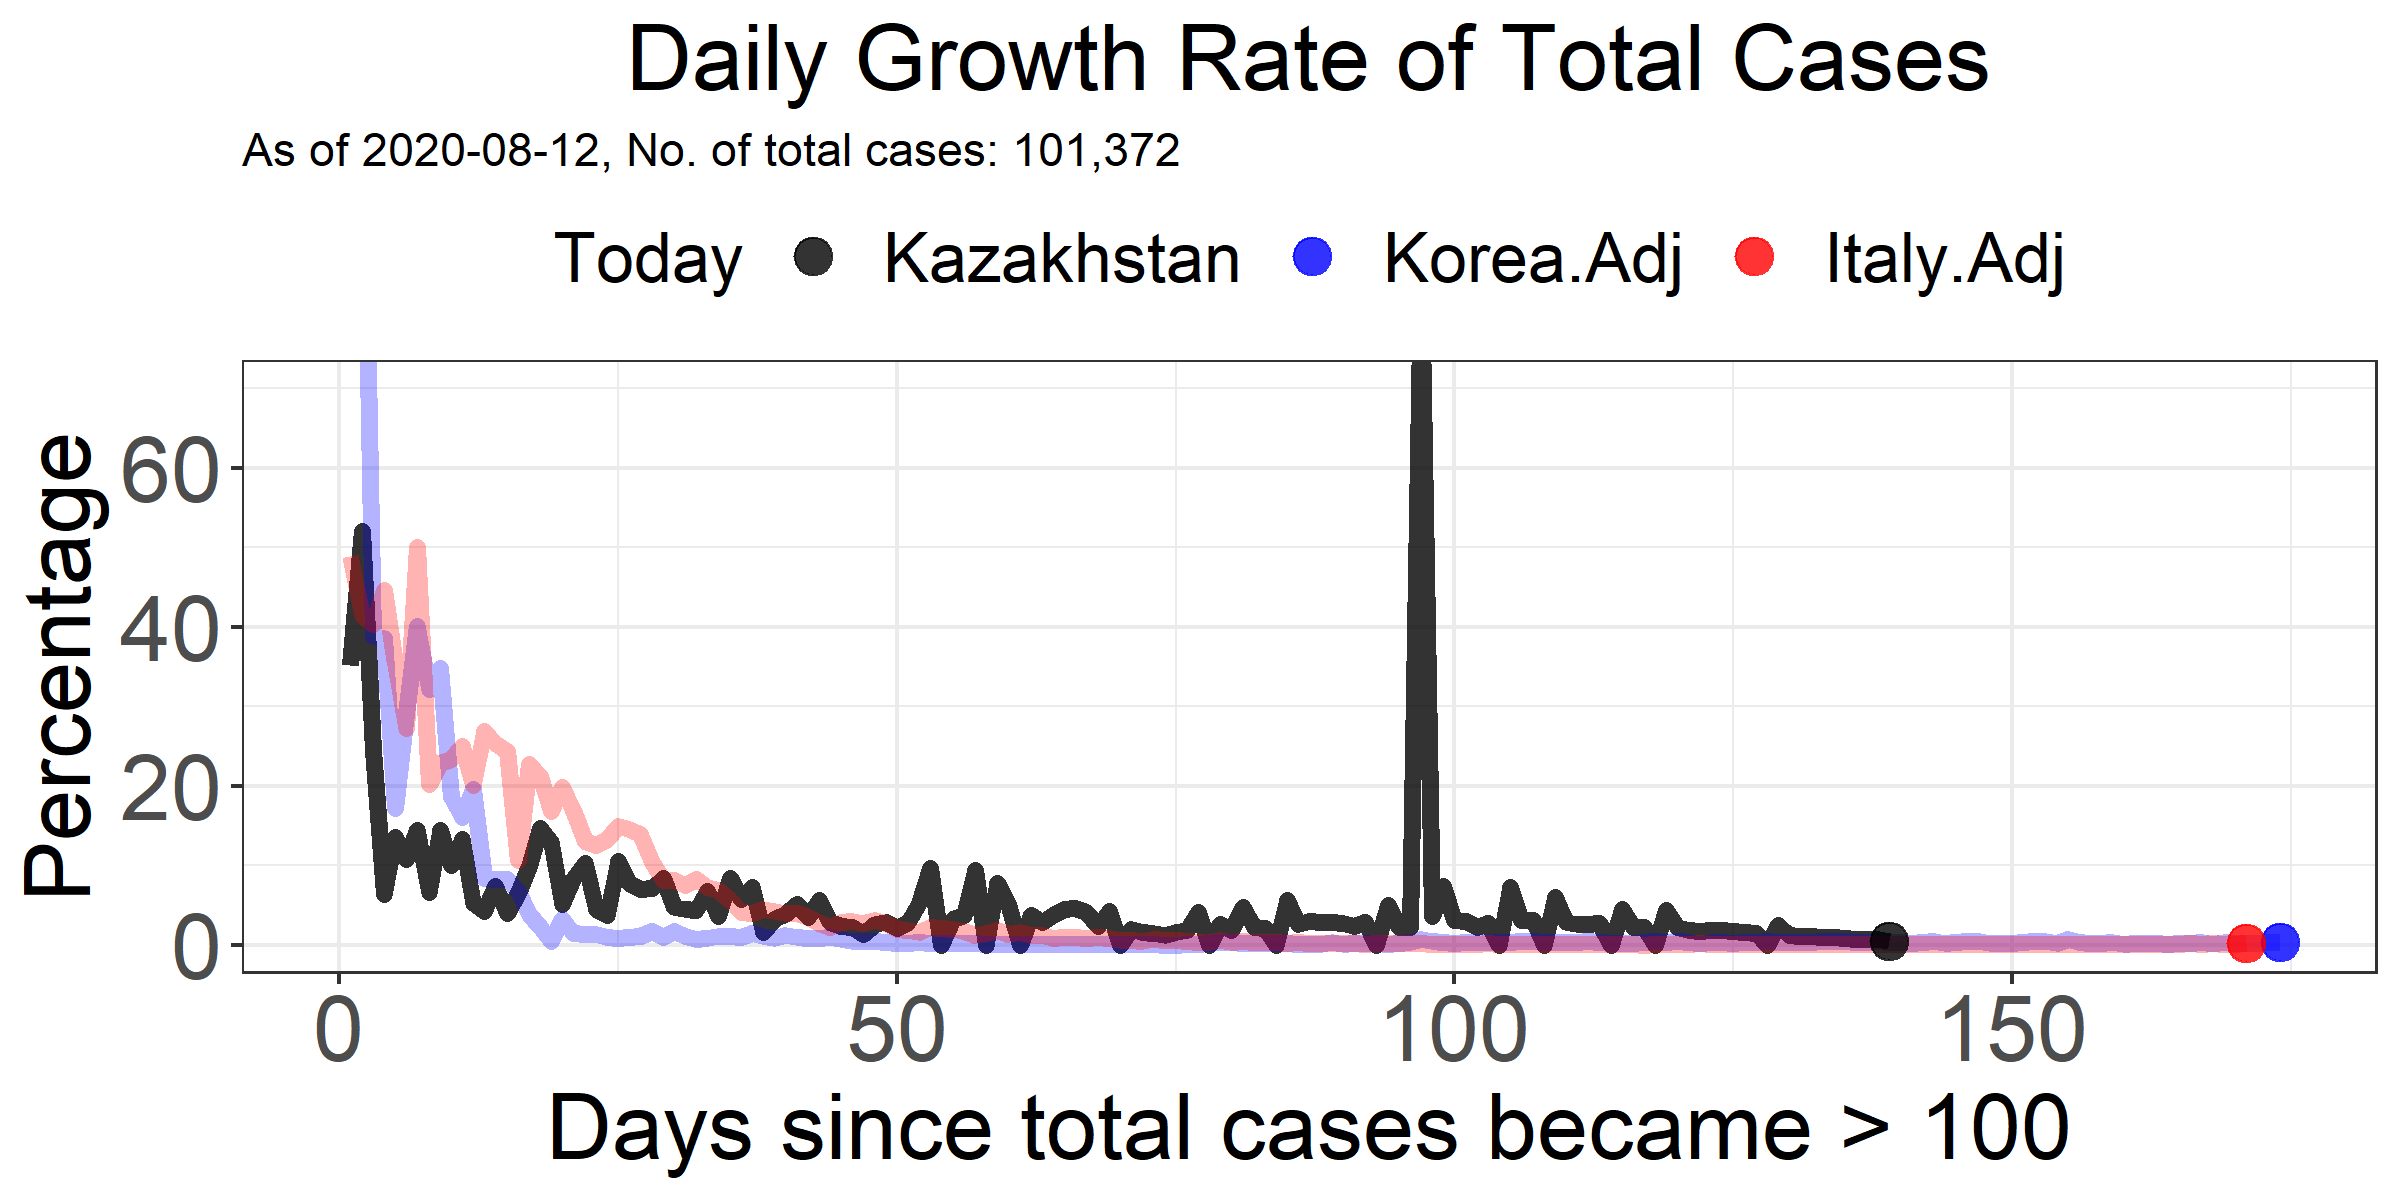 Daily Growth Rate of Total Cases
As of 2020-08-12, No. of total cases: 101,372
Today Kazakhstan Korea.Adj Italy.Adj
Percentage
60
40
20
0
0 50 100 150
Days since total cases became > 100